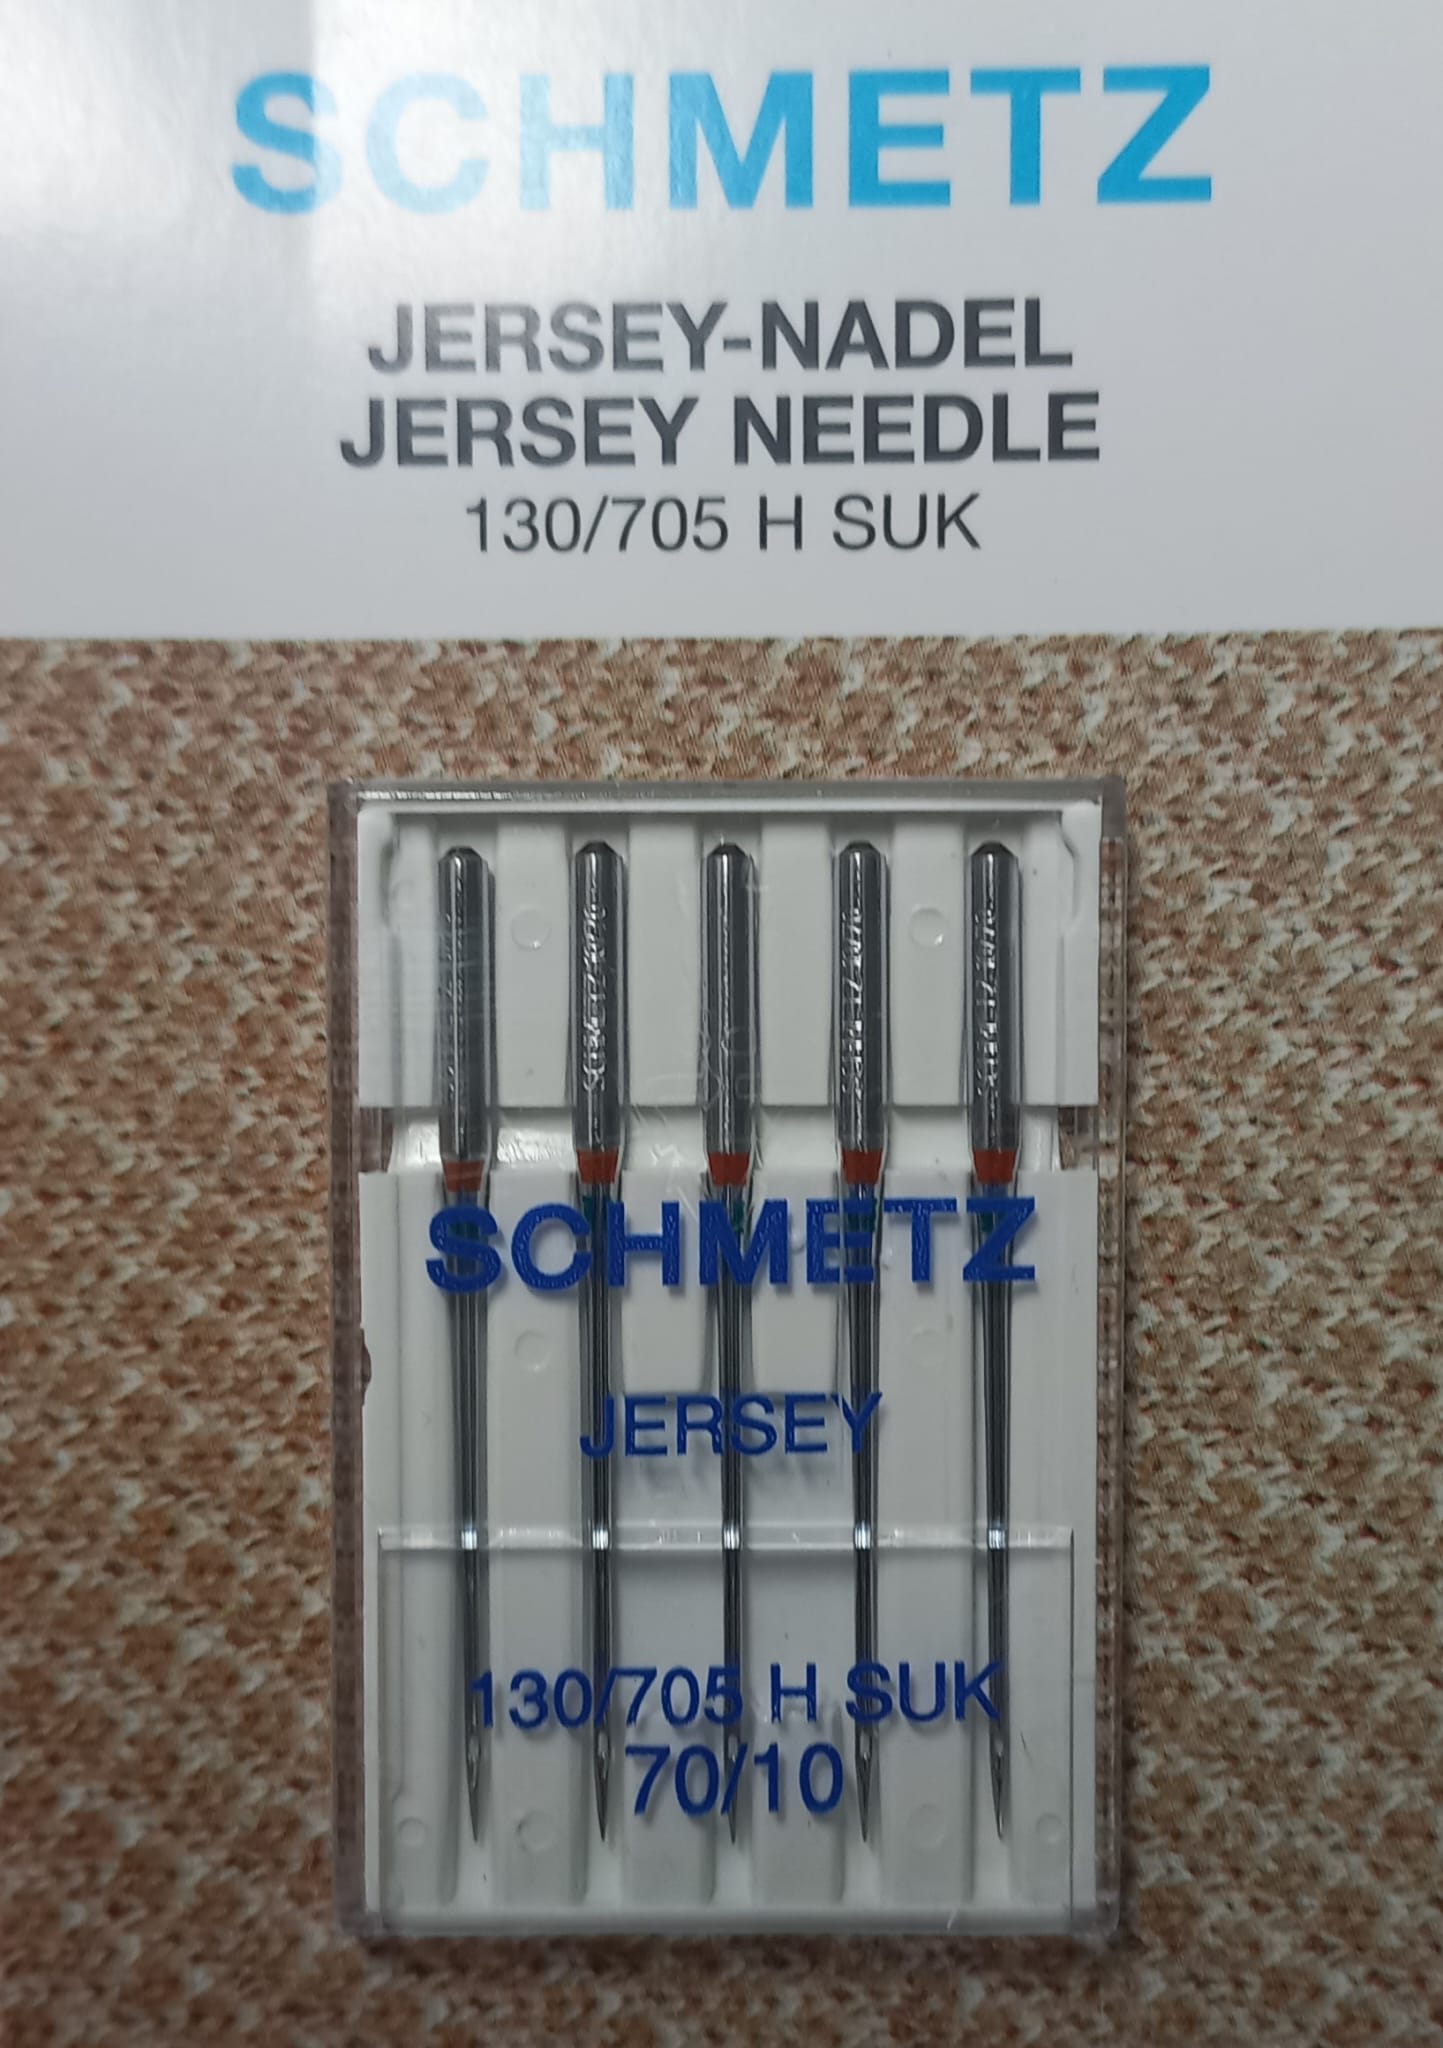 SCHMETZ
JERSEY-NADEL
JERSEY NEEDLE
130/705 H SUK
SCHMETZ
JERSEY
130/705 H SUK
70/10